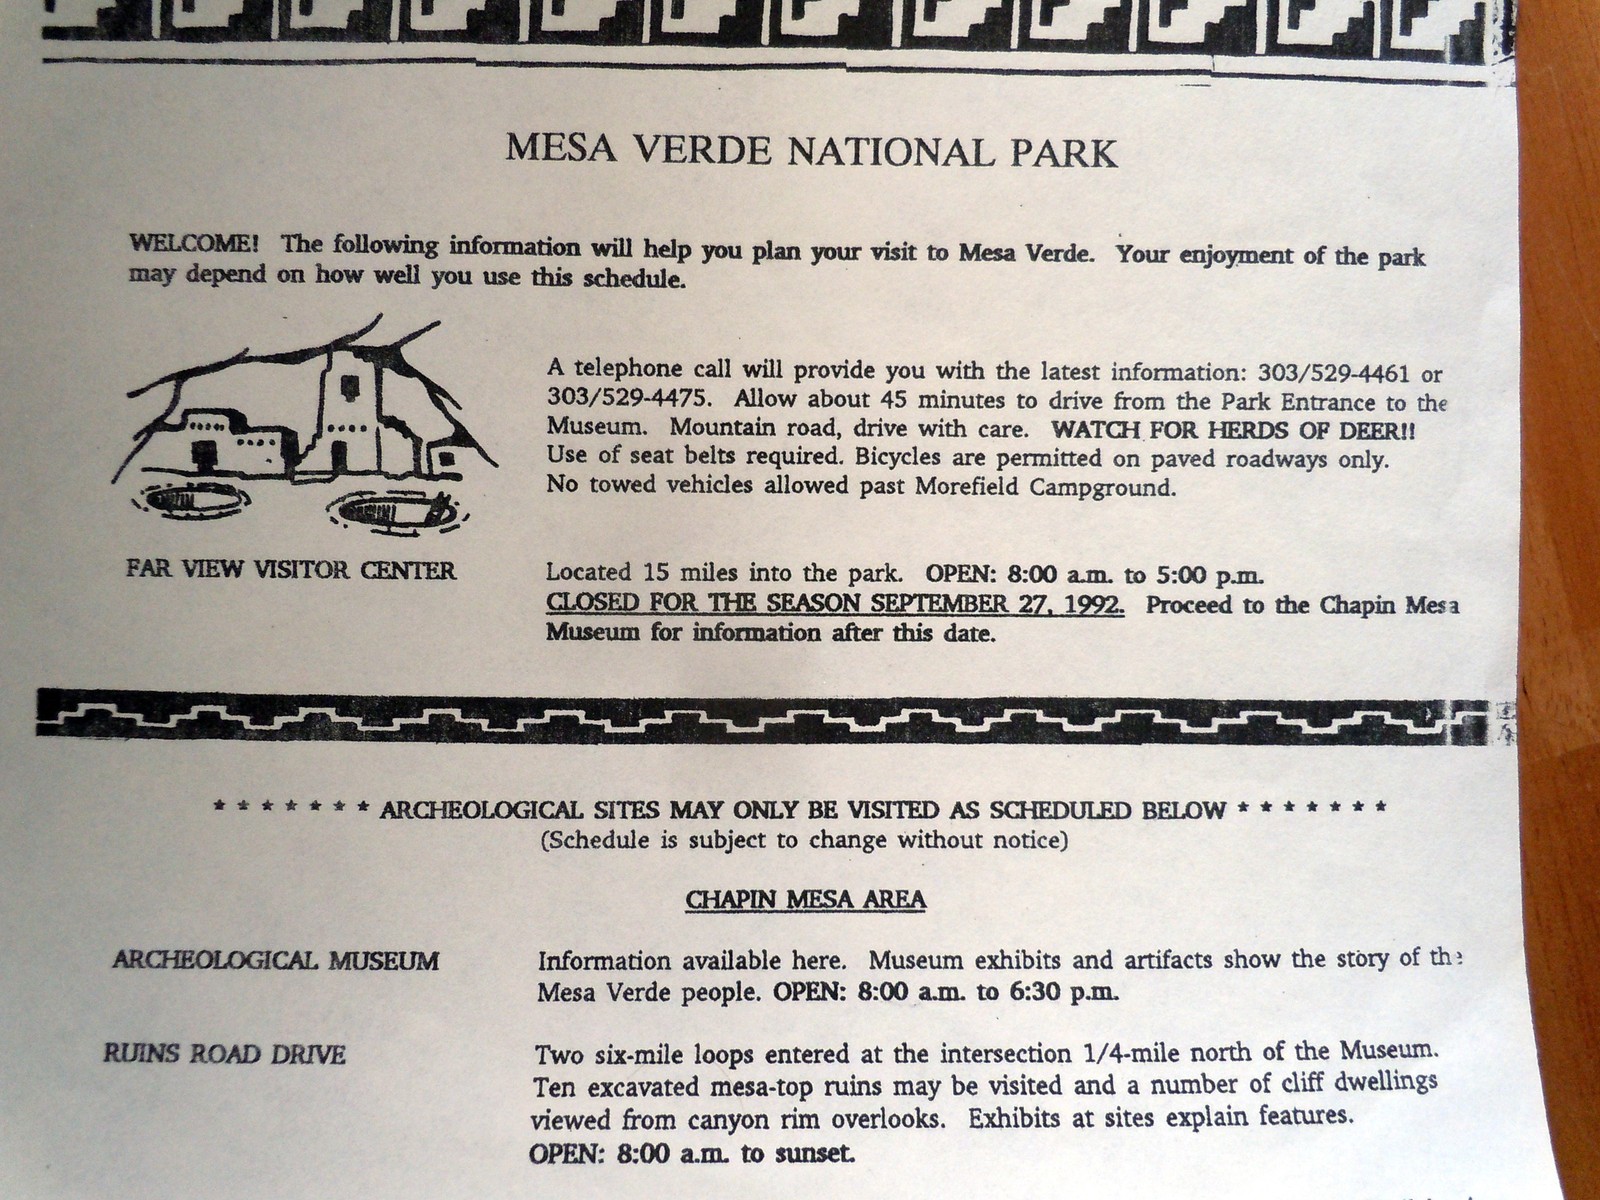 MESA VERDE NATIONAL PARK
WELCOME! The following information will help you plan your visit to Mesa Verde. Your enjoyment of the park
may depend on how well you use this schedule.
A telephone call will provide you with the latest information: 303/529-4461 or
303/529-4475. Allow about 45 minutes to drive from the Park Entrance to the
Museum. Mountain road, drive with care. WATCH FOR HERDS OF DEER!!
Use of seat belts required. Bicycles are permitted on paved roadways only.
No towed vehicles allowed past Morefield Campground.
FAR VIEW VISITOR CENTER
Located 15 miles into the park. OPEN: 8:00 a.m. to 5:00 p.m.
CLOSED FOR THE SEASON SEPTEMBER 27, 1992. Proceed to the Chapin Mesa
Museum for information after this date.
* * * * * * * ARCHEOLOGICAL SITES MAY ONLY BE VISITED AS SCHEDULED BELOW * * * * * * *
(Schedule is subject to change without notice)
CHAPIN MESA AREA
ARCHEOLOGICAL MUSEUM
Information available here. Museum exhibits and artifacts show the story of the
Mesa Verde people. OPEN: 8:00 a.m. to 6:30 p.m.
RUINS ROAD DRIVE
Two six-mile loops entered at the intersection 1/4-mile north of the Museum.
Ten excavated mesa-top ruins may be visited and a number of cliff dwellings
viewed from canyon rim overlooks. Exhibits at sites explain features.
OPEN: 8:00 a.m. to sunset.